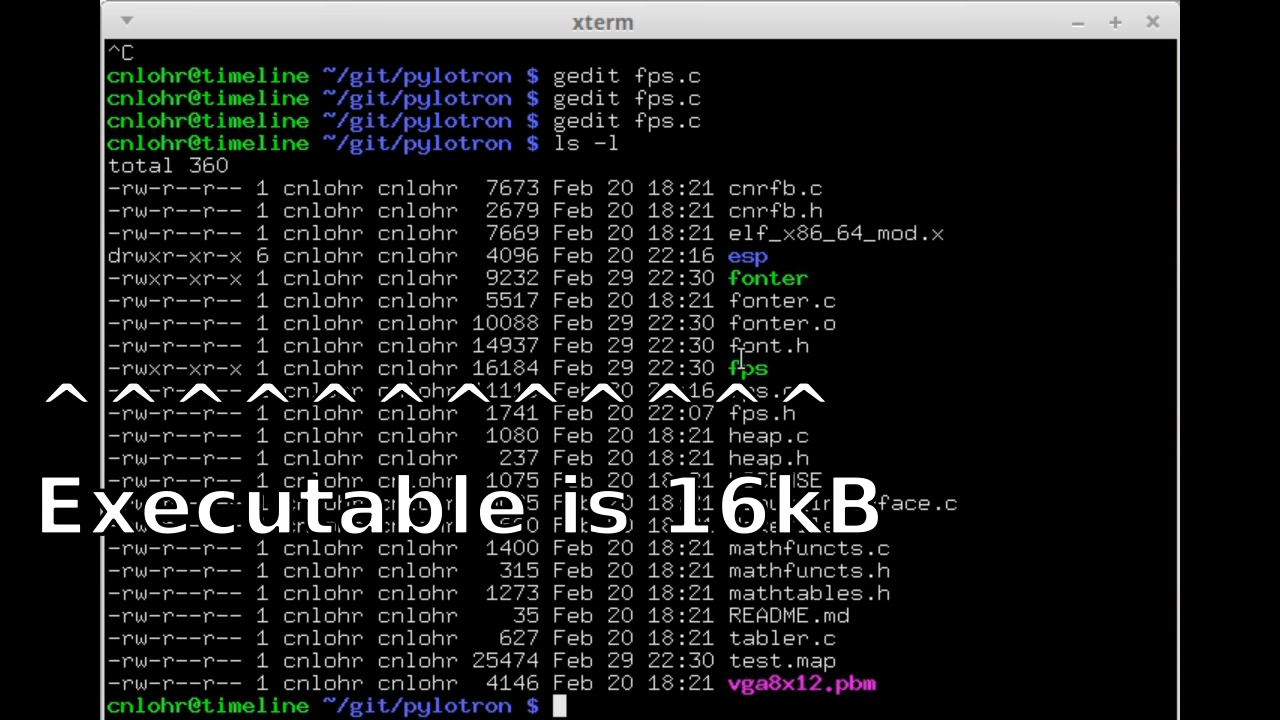 xterm
^C
cnlohr@timeline ~/git/pylotron $ gedit fps.c
cnlohr@timeline ~/git/pylotron $ gedit fps.c
cnlohr@timeline ~/git/pylotron $ gedit fps.c
cnlohr@timeline ~/git/pylotron $ ls -l
total 360
-rw-r--r-- 1 cnlohr cnlohr 7673 Feb 20 18:21 cnrfb.c
-rw-r--r-- 1 cnlohr cnlohr 2679 Feb 20 18:21 cnrfb.h
-rw-r--r-- 1 cnlohr cnlohr 7669 Feb 20 18:21 elf_x86_64_mod.x
drwxr-xr-x 6 cnlohr cnlohr 4096 Feb 20 22:16 esp
-rwxr-xr-x 1 cnlohr cnlohr 9232 Feb 29 22:30 fonter
-rw-r--r-- 1 cnlohr cnlohr 5517 Feb 20 18:21 fonter.c
-rw-r--r-- 1 cnlohr cnlohr 10088 Feb 29 22:30 fonter.o
-rw-r--r-- 1 cnlohr cnlohr 14937 Feb 29 22:30 font.h
-rwxr-xr-x 1 cnlohr cnlohr 16184 Feb 29 22:30 fps
^ ^ ^ ^ ^ ^ ^ ^ ^ ^ ^ ^
-rw-r--r-- 1 cnlohr cnlohr 1741 Feb 20 22:07 fps.h
-rw-r--r-- 1 cnlohr cnlohr 1080 Feb 20 18:21 heap.c
-rw-r--r-- 1 cnlohr cnlohr 237 Feb 20 18:21 heap.h
-rw-r--r-- 1 cnlohr cnlohr 1075 Feb 20 18:21 LICENSE
Executable is 16kB
-rw-r--r-- 1 cnlohr cnlohr 1400 Feb 20 18:21 mathfuncts.c
-rw-r--r-- 1 cnlohr cnlohr 315 Feb 20 18:21 mathfuncts.h
-rw-r--r-- 1 cnlohr cnlohr 1273 Feb 20 18:21 mathtables.h
-rw-r--r-- 1 cnlohr cnlohr 35 Feb 20 18:21 README.md
-rw-r--r-- 1 cnlohr cnlohr 627 Feb 20 18:21 tabler.c
-rw-r--r-- 1 cnlohr cnlohr 25474 Feb 29 22:30 test.map
-rw-r--r-- 1 cnlohr cnlohr 4146 Feb 20 18:21 vga8x12.pbm
cnlohr@timeline ~/git/pylotron $